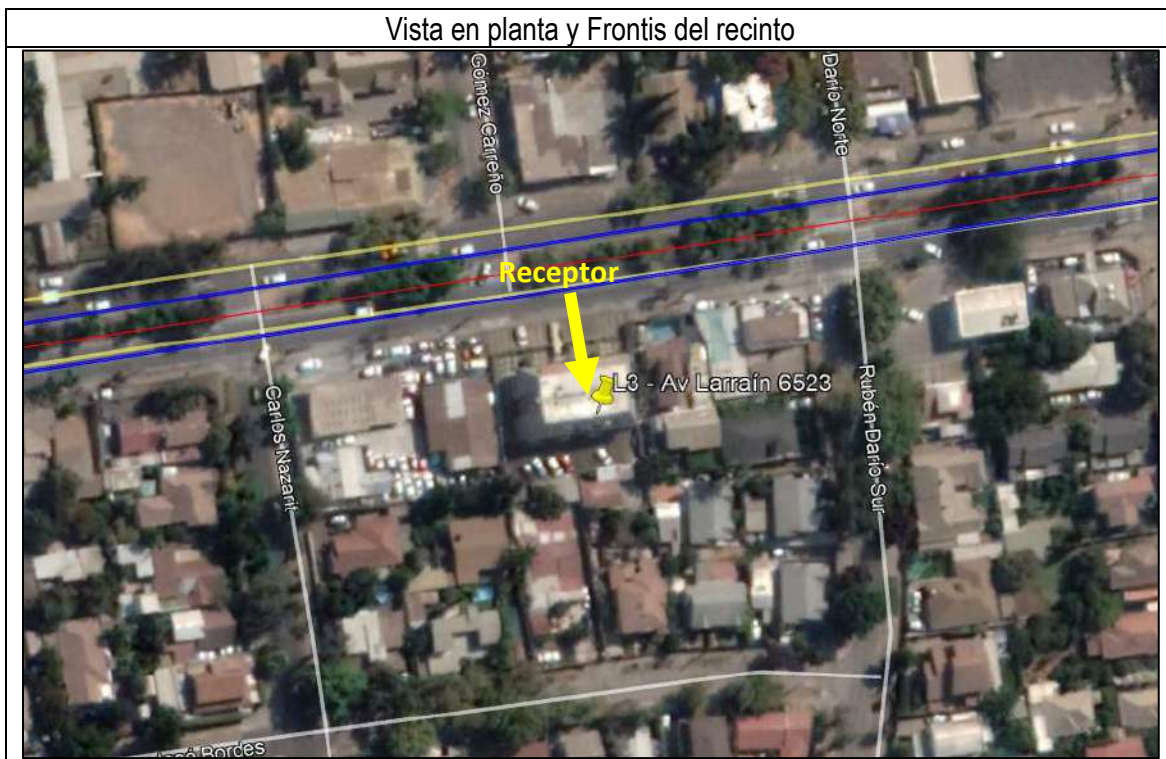 Vista en planta y Frontis del recinto
Gómez Carreño
Darío Norte
Receptor
L3 - Av Larraín 6523
Carlos Nazarit
Rubén Darío Sur
José Bordes